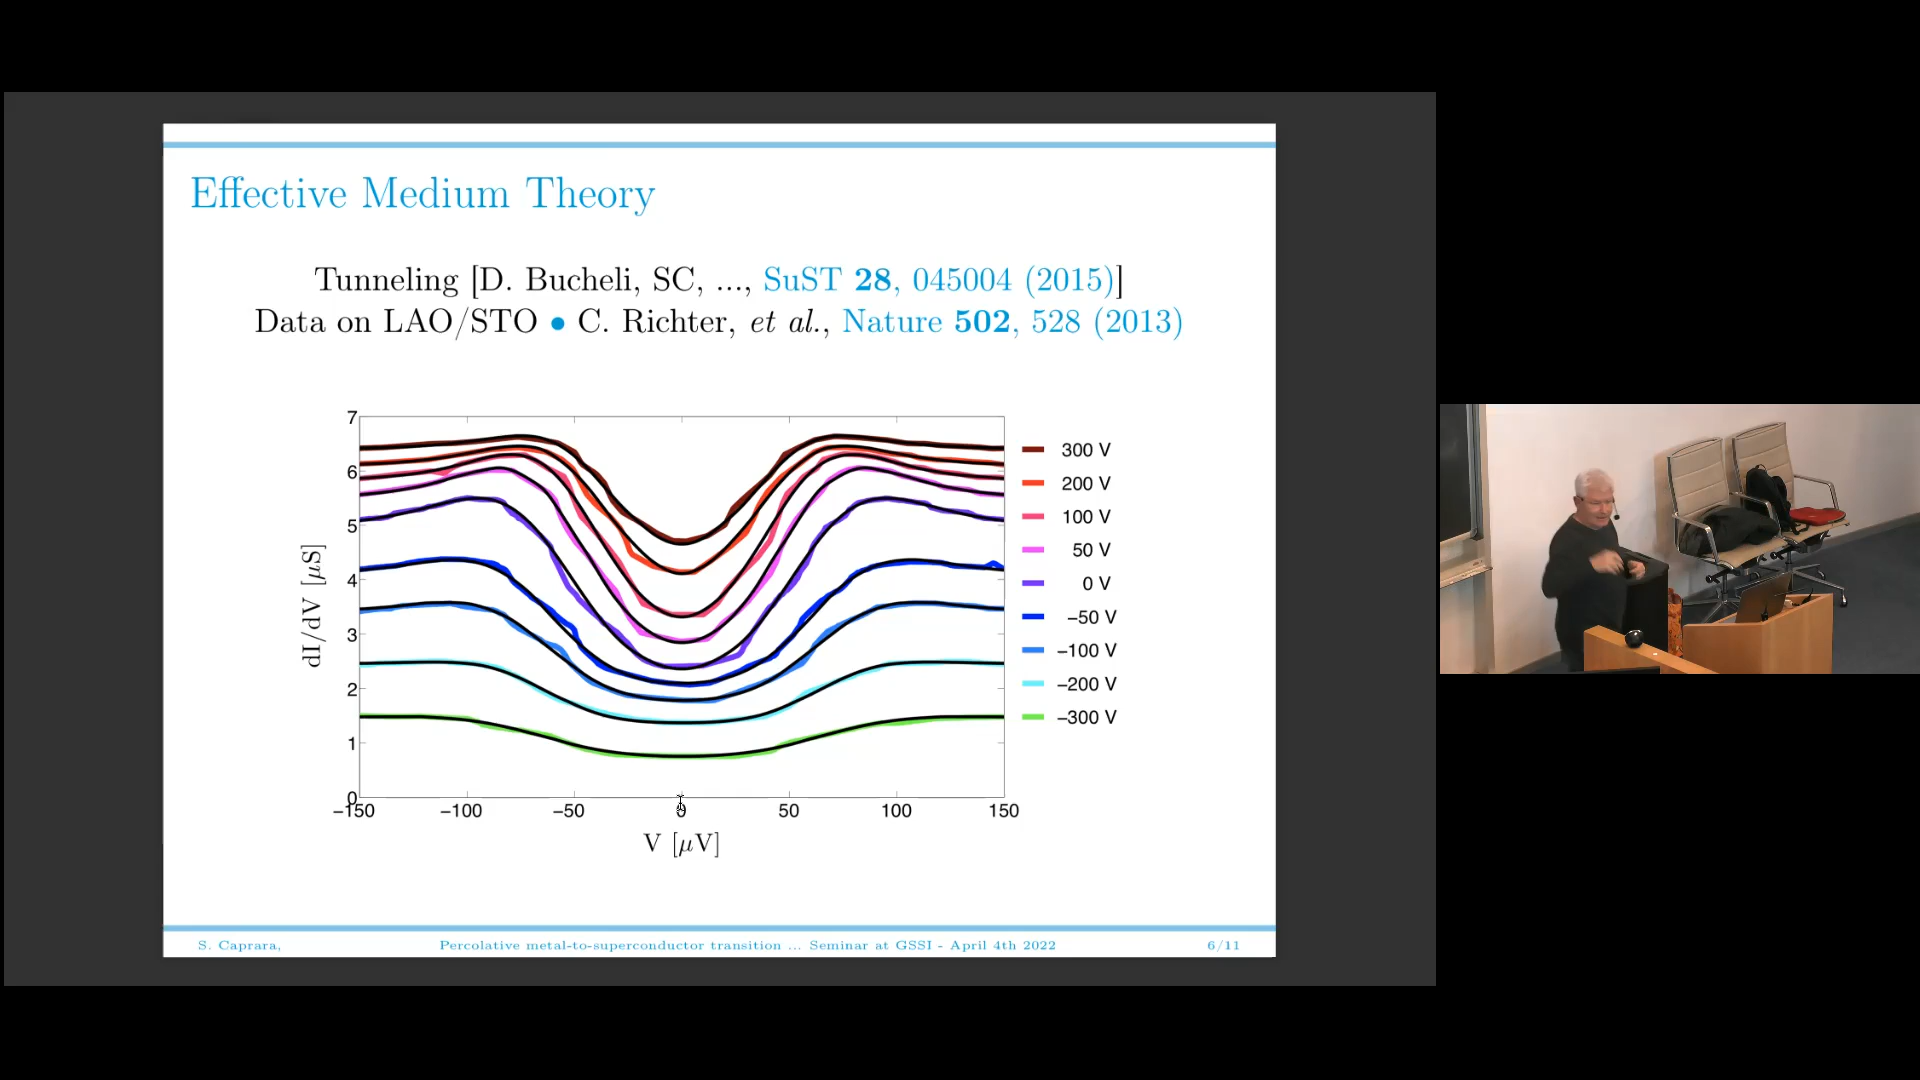 Effective Medium Theory
Tunneling [D. Bucheli, SC, ..., SuST 28, 045004 (2015)]
Data on LAO/STO • C. Richter, et al., Nature 502, 528 (2013)
7
6
5
4
3
2
1
0
dI/dV [μS]
−150 −100 −50 0 50 100 150
V [μV]
300 V
200 V
100 V
50 V
0 V
−50 V
−100 V
−200 V
−300 V
S. Caprara, Percolative metal-to-superconductor transition ... Seminar at GSSI - April 4th 2022 6/11